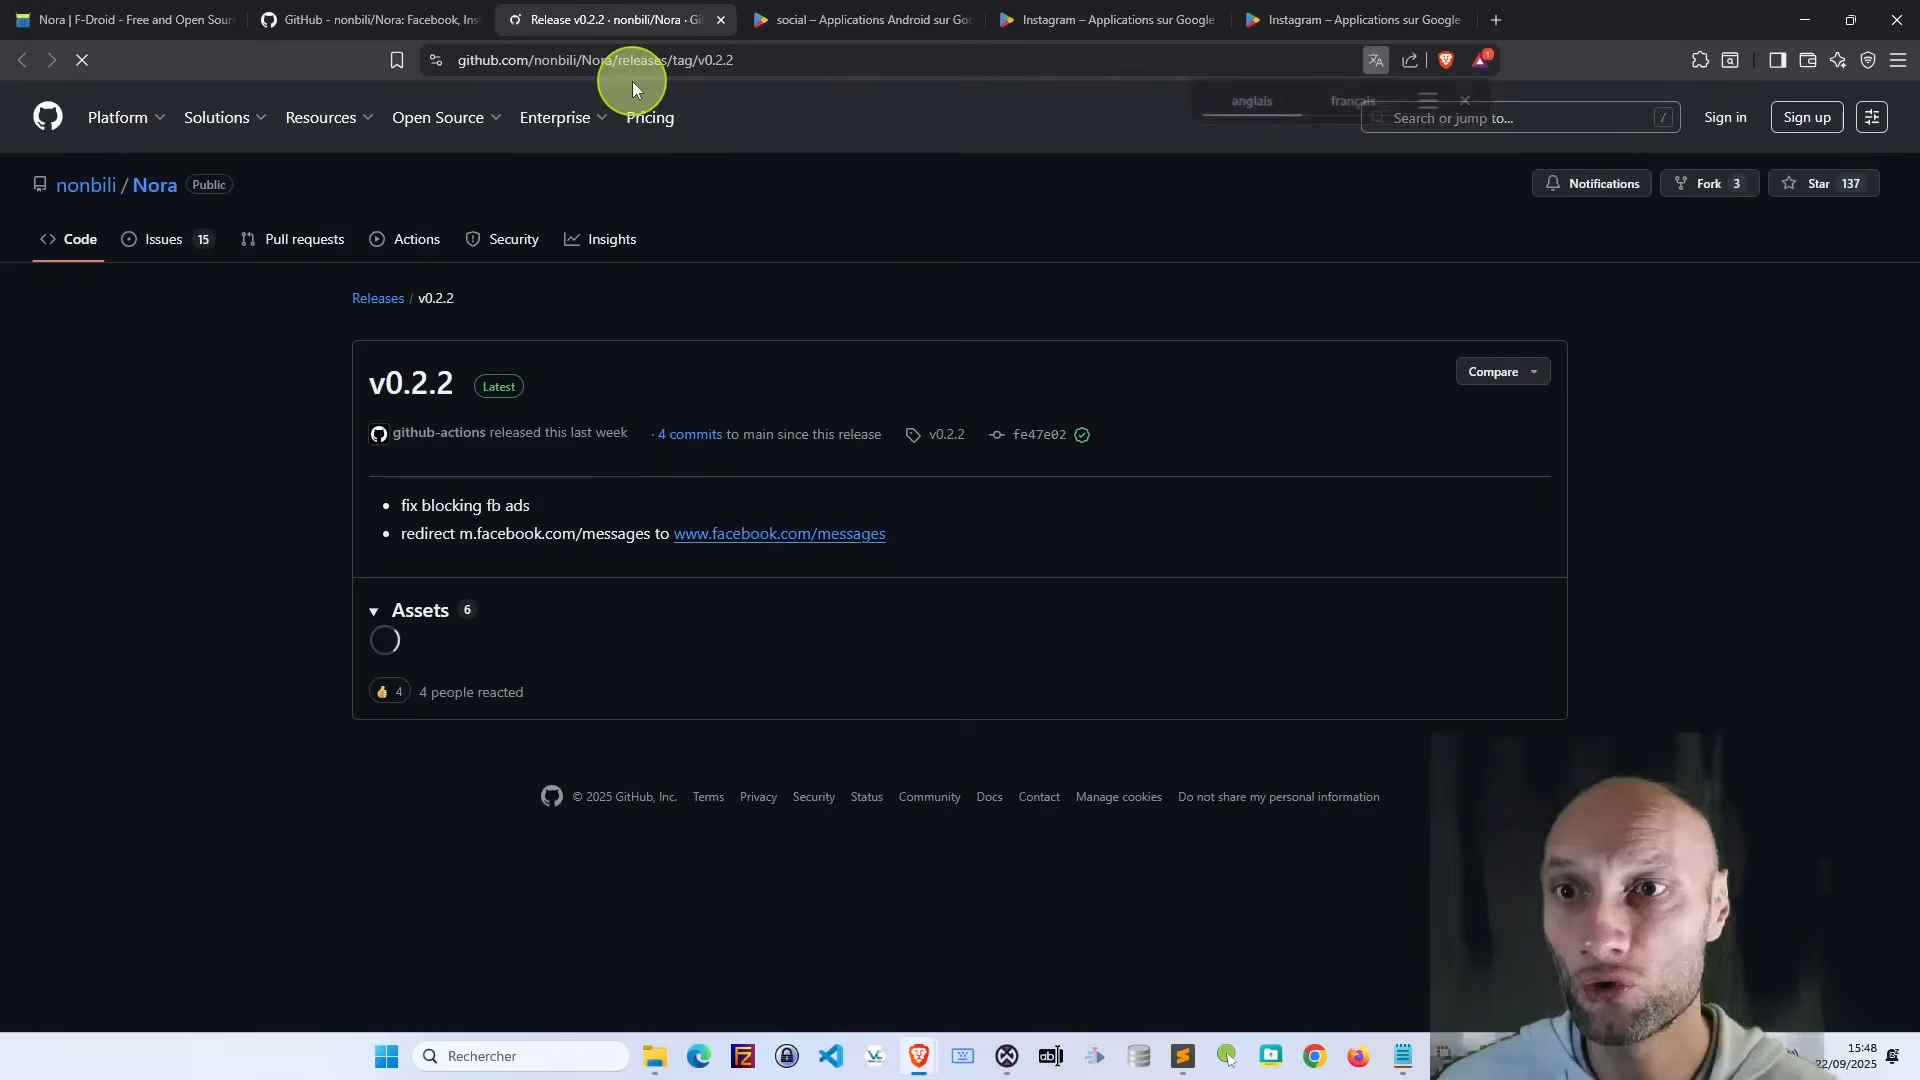 Nora | F-Droid - Free and Open Sour
GitHub - nonbili/Nora: Facebook, Ins
Release v0.2.2 · nonbili/Nora · Gi
social – Applications Android sur Goo
Instagram – Applications sur Google
Instagram – Applications sur Google
github.com/nonbili/Nora/releases/tag/v0.2.2
1
anglais
français
Platform
Solutions
Resources
Open Source
Enterprise
Pricing
Search or jump to...
/
Sign in
Sign up
nonbili / Nora
Public
Notifications
Fork 3
Star 137
Code
Issues 15
Pull requests
Actions
Security
Insights
Releases / v0.2.2
v0.2.2
Latest
Compare
github-actions released this last week
· 4 commits to main since this release
v0.2.2
fe47e02
• fix blocking fb ads
• redirect m.facebook.com/messages to www.facebook.com/messages
Assets 6
4
4 people reacted
© 2025 GitHub, Inc.
Terms
Privacy
Security
Status
Community
Docs
Contact
Manage cookies
Do not share my personal information
Rechercher
15:48
22/09/2025